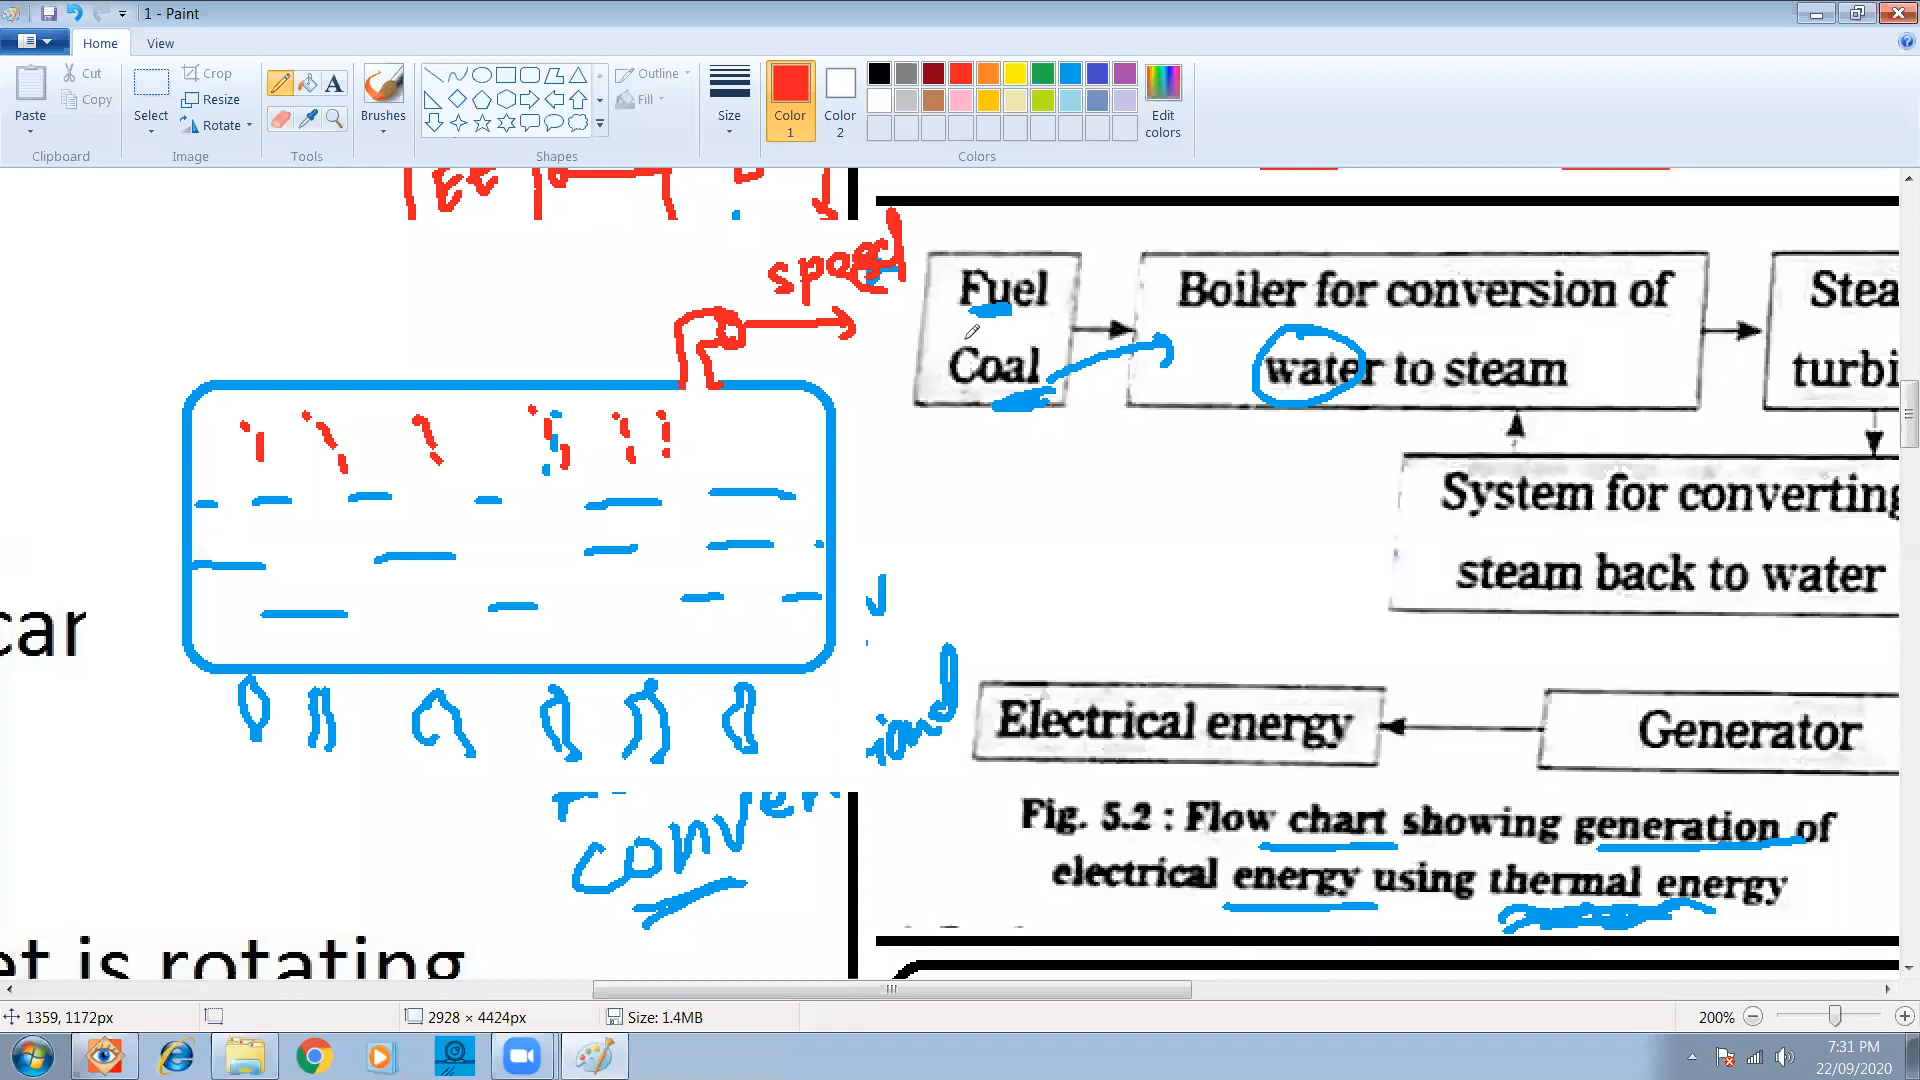 1 - Paint
Home
View
Paste
Cut
Copy
Clipboard
Select
Crop
Resize
Rotate
Image
A
Tools
Brushes
Shapes
Outline
Fill
Size
Color
1
Color
2
Edit
colors
Colors
speed
car
conver
et is rotating
Fuel
Coal
Boiler for conversion of
water to steam
Stea
turbi
System for converting
steam back to water
Electrical energy
Generator
Fig. 5.2 : Flow chart showing generation of
electrical energy using thermal energy
1359, 1172px
2928 × 4424px
Size: 1.4MB
200%
7:31 PM
22/09/2020